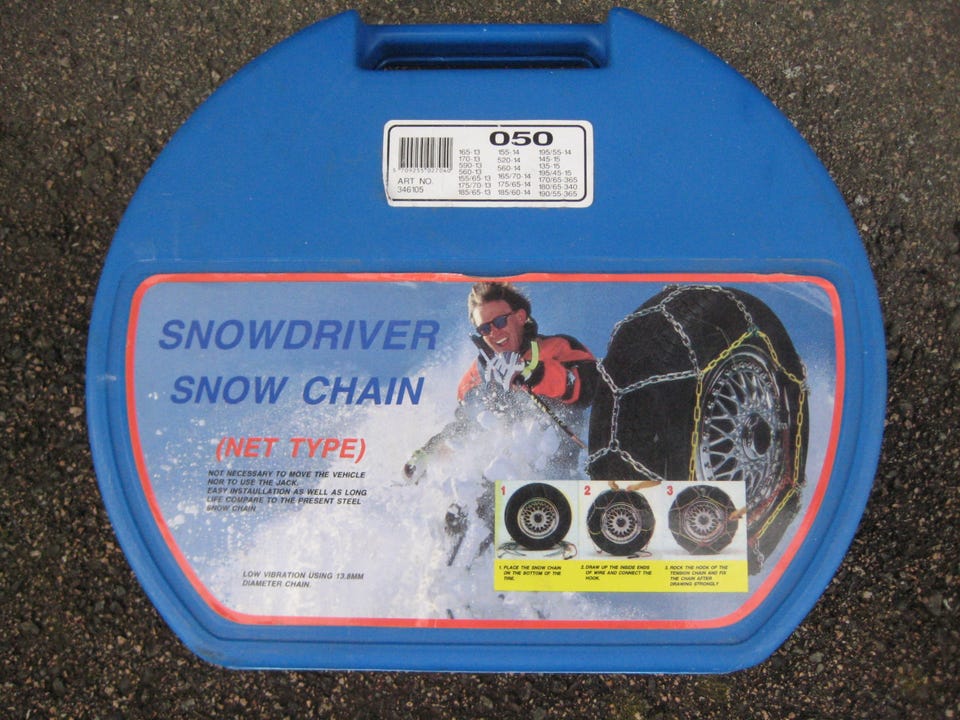 050
5 709255 027040
ART NO.
346105
165-13 155-14 195/55-14
170-13 520-14 145-15
590-13 560-14 135-15
560-13 165/70-14 195/45-15
155/65-13 175/65-14 170/65-365
175/70-13 185/60-14 180/65-340
185/65-13 190/55-365
SNOWDRIVER
SNOW CHAIN
(NET TYPE)
NOT NECESSARY TO MOVE THE VEHICLE
NOR TO USE THE JACK.
EASY INSTAULLATION AS WELL AS LONG
LIFE COMPARE TO THE PRESENT STEEL
SNOW CHAIN
LOW VIBRATION USING 13.8MM
DIAMETER CHAIN.
1 2 3
1. PLACE THE SNOW CHAIN
ON THE BOTTOM OF THE
TIRE.
2. DRAW UP THE INSIDE ENDS
OF WIRE AND CONNECT THE
HOOK.
3. ROCK THE HOOK OF THE
TENSION CHAIN AND FIX
THE CHAIN AFTER
DRAWING STRONGLY